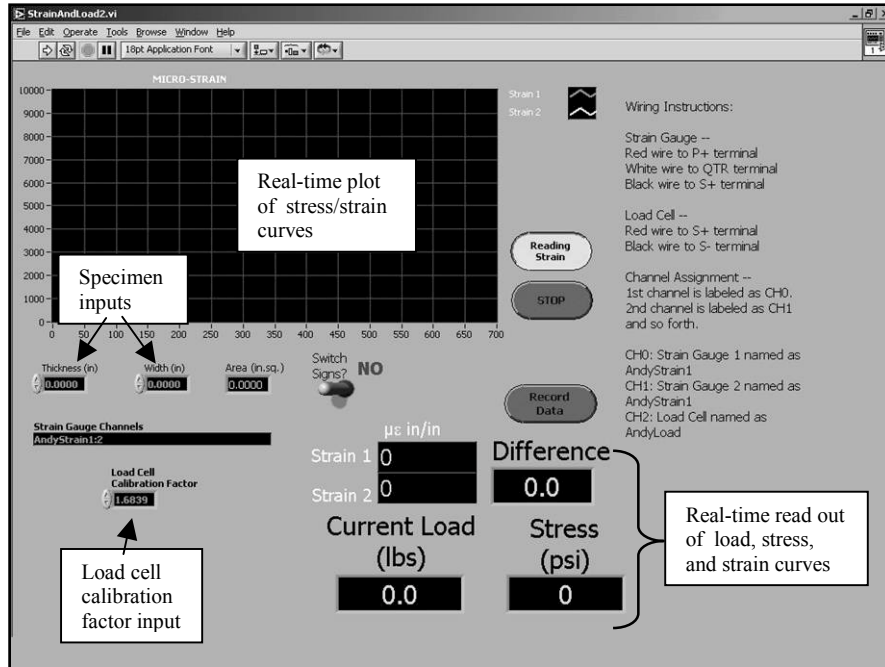 StrainAndLoad2.vi
File Edit Operate Tools Browse Window Help
18pt Application Font
1
MICRO-STRAIN
10000
9000
8000
7000
6000
5000
4000
3000
2000
1000
0
0 50 100 150 200 250 300 350 400 450 500 550 600 650 700
Real-time plot
of stress/strain
curves
Specimen
inputs
Strain 1
Strain 2
Reading
Strain
STOP
Wiring Instructions:
Strain Gauge --
Red wire to P+ terminal
White wire to QTR terminal
Black wire to S+ terminal
Load Cell --
Red wire to S+ terminal
Black wire to S- terminal
Channel Assignment --
1st channel is labeled as CH0.
2nd channel is labeled as CH1
and so forth.
CH0: Strain Gauge 1 named as
AndyStrain1
CH1: Strain Gauge 2 named as
AndyStrain1
CH2: Load Cell named as
AndyLoad
Thickness (in)
0.0000
Width (in)
0.0000
Area (in.sq.)
0.0000
Switch
Signs?
NO
Record
Data
Strain Gauge Channels
AndyStrain1:2
Load Cell
Calibration Factor
1.6839
Load cell
calibration
factor input
με in/in
Strain 1 0
Strain 2 0
Difference
0.0
Current Load
(lbs)
0.0
Stress
(psi)
0
Real-time read out
of load, stress,
and strain curves